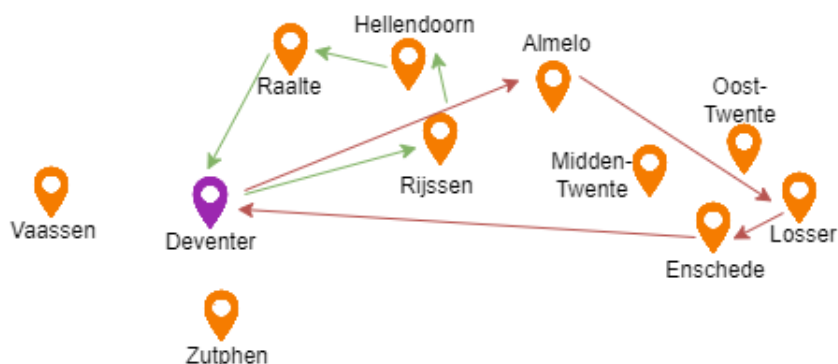 Hellendoorn
Almelo
Raalte
Oost-
Twente
Midden-
Twente
Rijssen
Vaassen
Deventer
Losser
Enschede
Zutphen